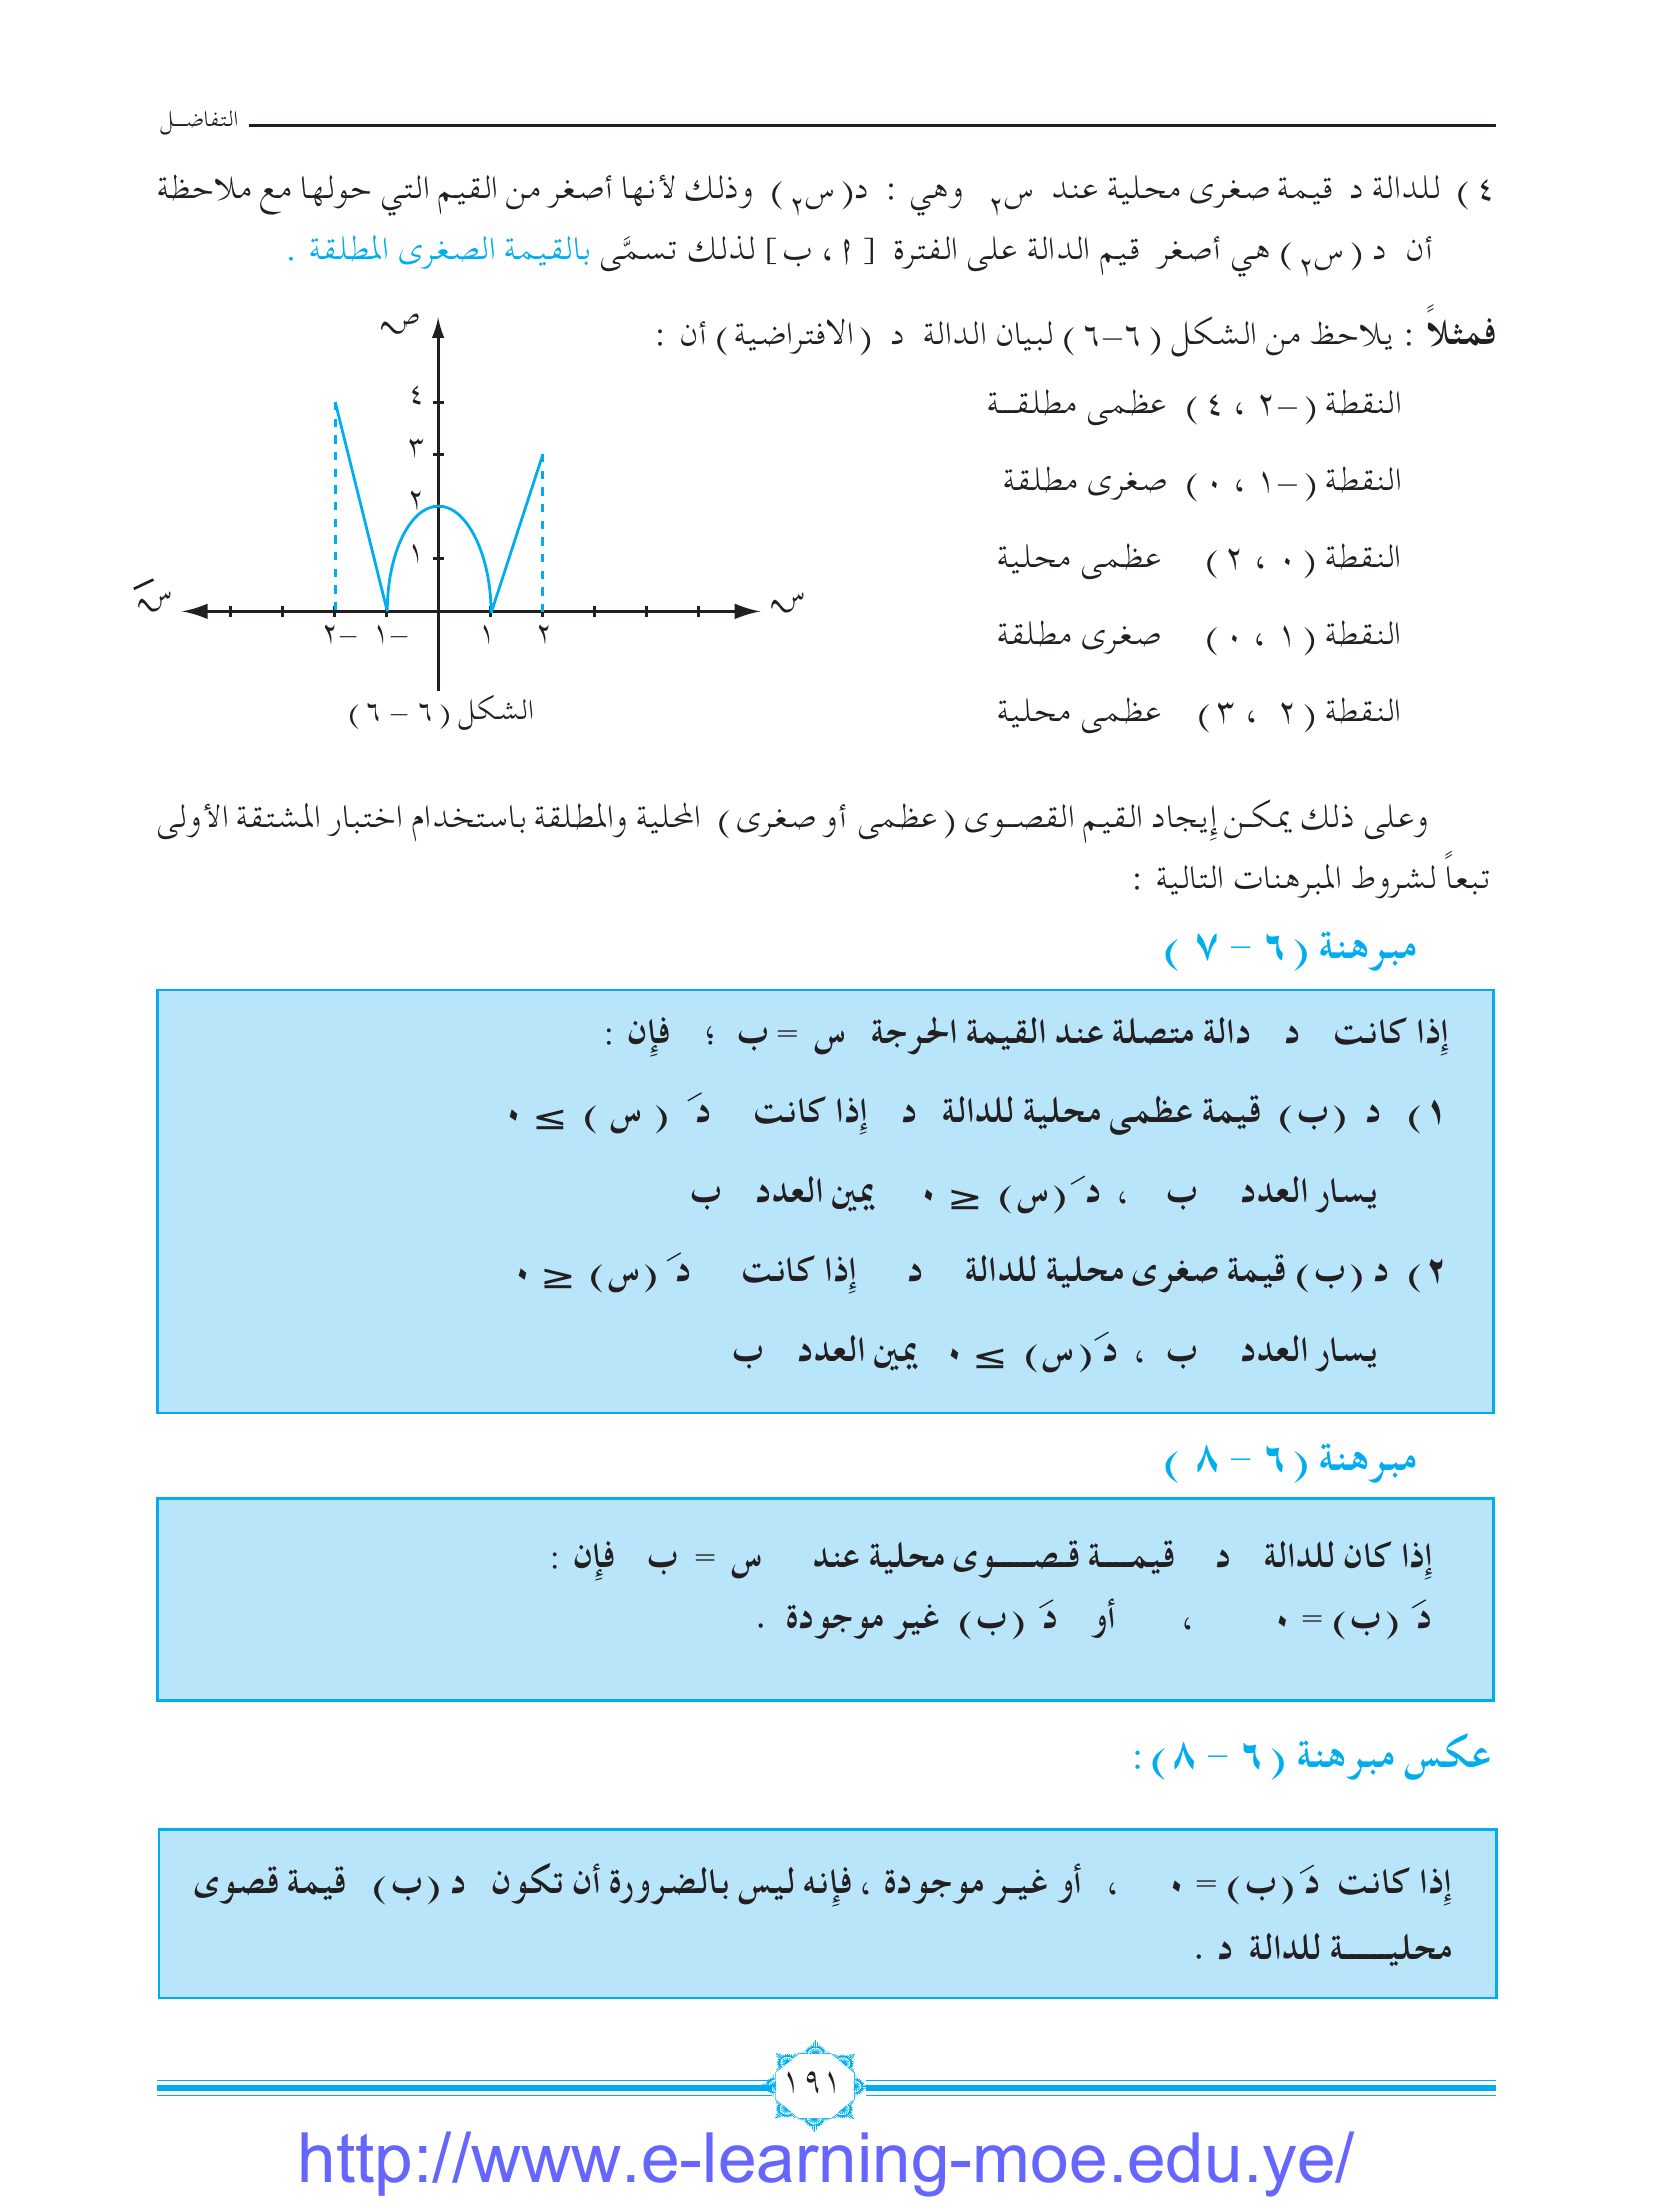 التفاضـل
٤ ) للدالة د قيمة صغرى محلية عند س٢ وهي : د( س٢ ) وذلك لأنها أصغر من القيم التي حولها مع ملاحظة
أن د ( س٢ ) هي أصغر قيم الدالة على الفترة [ ا ، ب ] لذلك تسمَّى بالقيمة الصغرى المطلقة .
فمثلاً : يلاحظ من الشكل ( ٦-٦ ) لبيان الدالة د ( الافتراضية ) أن :
النقطة ( -٢ ، ٤ ) عظمى مطلقـة
النقطة ( -١ ، ٠ ) صغرى مطلقة
النقطة ( ٠ ، ٢ ) عظمى محلية
النقطة ( ١ ، ٠ ) صغرى مطلقة
النقطة ( ٢ ، ٣ ) عظمى محلية
ص
٤
٣
٢
١
س
سَ
-٢ -١ ١ ٢
الشكل ( ٦ - ٦ )
وعلى ذلك يمكـن إيجاد القيم القصـوى ( عظمى أو صغرى ) المحلية والمطلقة باستخدام اختبار المشتقة الأولى
تبعاً لشروط المبرهنات التالية :
مبرهنة ( ٦ - ٧ )
إذا كانت د دالة متصلة عند القيمة الحرجة س = ب ؛ فإن :
١ ) د ( ب ) قيمة عظمى محلية للدالة د إذا كانت دَ ( س ) ≤ ٠
يسار العدد ب ، دَ ( س ) ≥ ٠ يمين العدد ب
٢ ) د ( ب ) قيمة صغرى محلية للدالة د إذا كانت دَ ( س ) ≥ ٠
يسار العدد ب ، دَ ( س ) ≤ ٠ يمين العدد ب
مبرهنة ( ٦ - ٨ )
إذا كان للدالة د قيمـــة قـصـــوى محلية عند س = ب فإن :
دَ ( ب ) = ٠ ، أو دَ ( ب ) غير موجودة .
عكس مبرهنة ( ٦ - ٨ ) :
إذا كانت دَ ( ب ) = ٠ ، أو غيـر موجودة ، فإنه ليس بالضرورة أن تكون د ( ب ) قيمة قصوى
محليـــــة للدالة د .
١٩١
http://www.e-learning-moe.edu.ye/